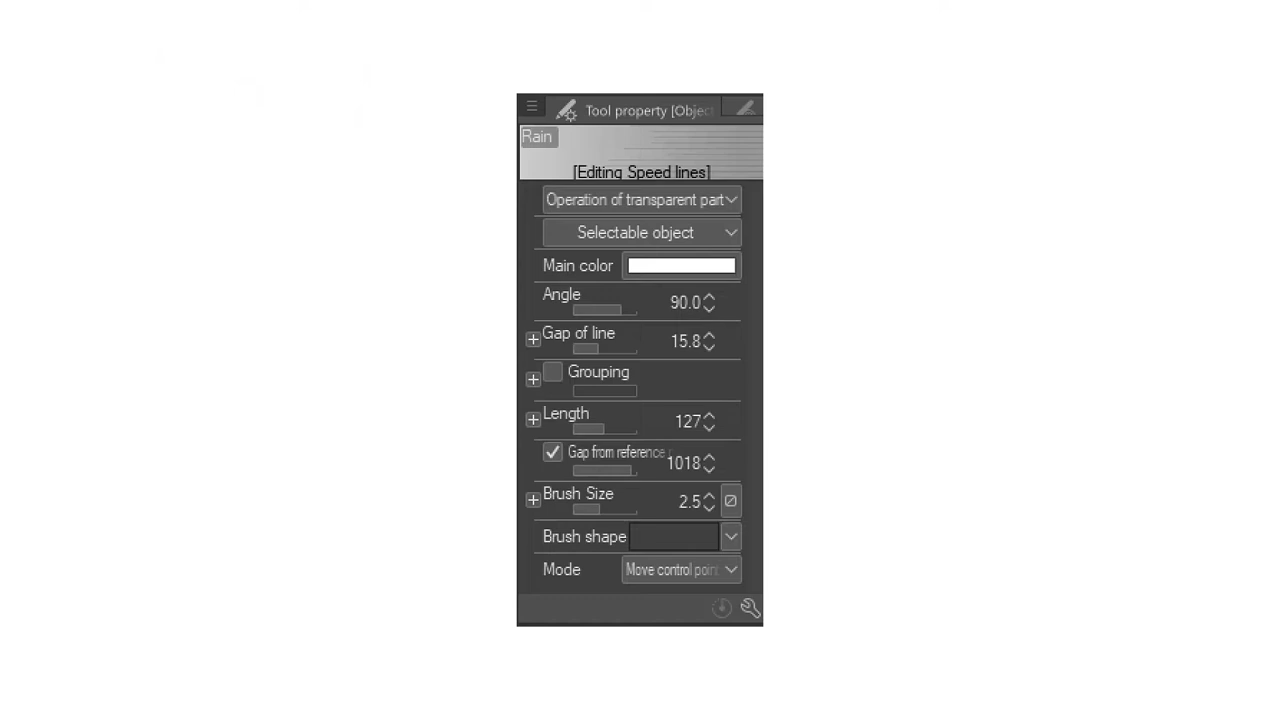 Tool property [Objec
Rain
[Editing Speed lines]
Operation of transparent part
Selectable object
Main color
Angle 90.0
Gap of line 15.8
Grouping
Length 127
Gap from reference 1018
Brush Size 2.5
Brush shape
Mode Move control poin